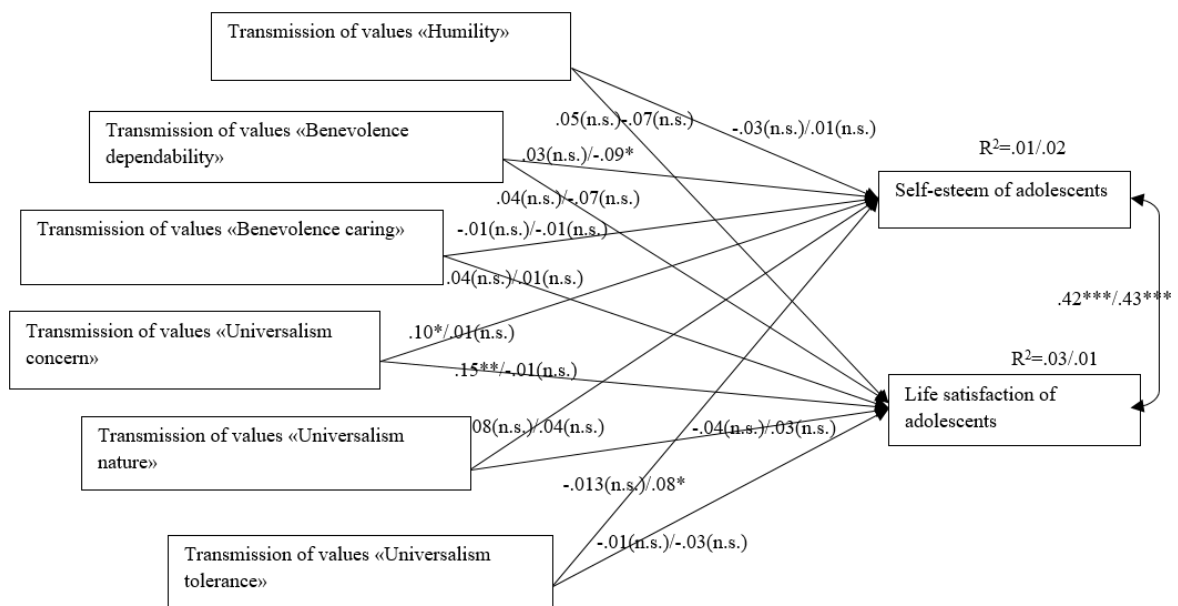 Transmission of values «Humility»
.05(n.s.)-.07(n.s.)
-.03(n.s.)/.01(n.s.)
Transmission of values «Benevolence
dependability»
.03(n.s.)/-.09*
R²=.01/.02
Self-esteem of adolescents
.04(n.s.)/-.07(n.s.)
Transmission of values «Benevolence caring»
-.01(n.s.)/-.01(n.s.)
.04(n.s.)/.01(n.s.)
.42***/.43***
Transmission of values «Universalism
concern»
.10*/.01(n.s.)
.15**/-.01(n.s.)
R²=.03/.01
Life satisfaction of
adolescents
Transmission of values «Universalism
nature»
.08(n.s.)/.04(n.s.)
-.04(n.s.)/.03(n.s.)
-.013(n.s.)/.08*
Transmission of values «Universalism
tolerance»
-.01(n.s.)/-.03(n.s.)